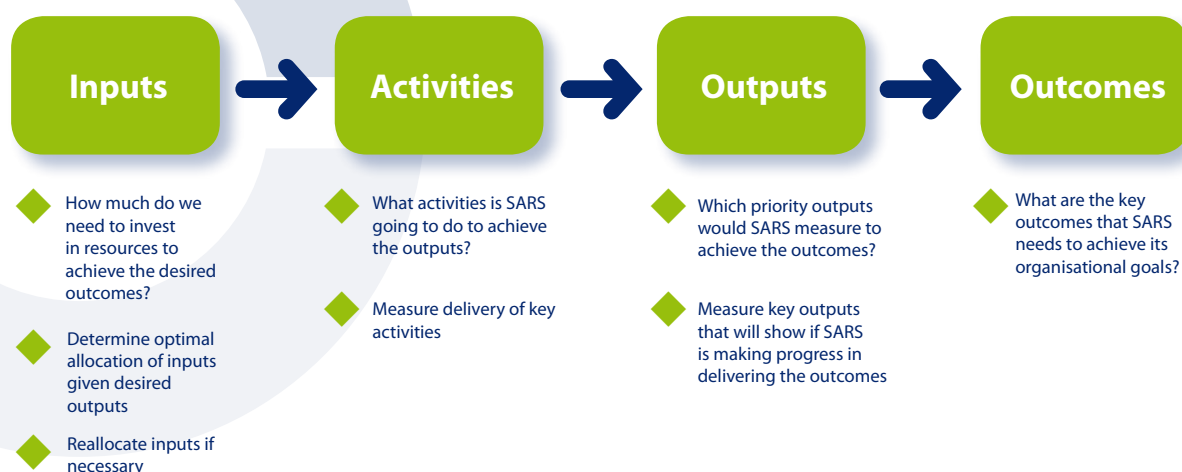 Inputs
Activities
Outputs
Outcomes
How much do we
need to invest
in resources to
achieve the desired
outcomes?
Determine optimal
allocation of inputs
given desired
outputs
Reallocate inputs if
necessary
What activities is SARS
going to do to achieve
the outputs?
Measure delivery of key
activities
Which priority outputs
would SARS measure to
achieve the outcomes?
Measure key outputs
that will show if SARS
is making progress in
delivering the outcomes
What are the key
outcomes that SARS
needs to achieve its
organisational goals?